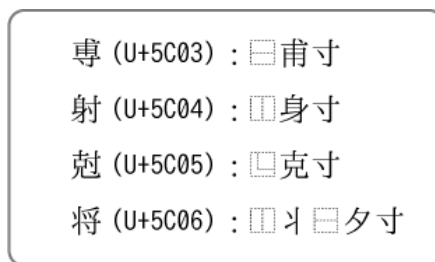 尃 (U+5C03) : ⿱甫寸
射 (U+5C04) : ⿰身寸
尅 (U+5C05) : ⿺克寸
将 (U+5C06) : ⿰丬⿱夕寸